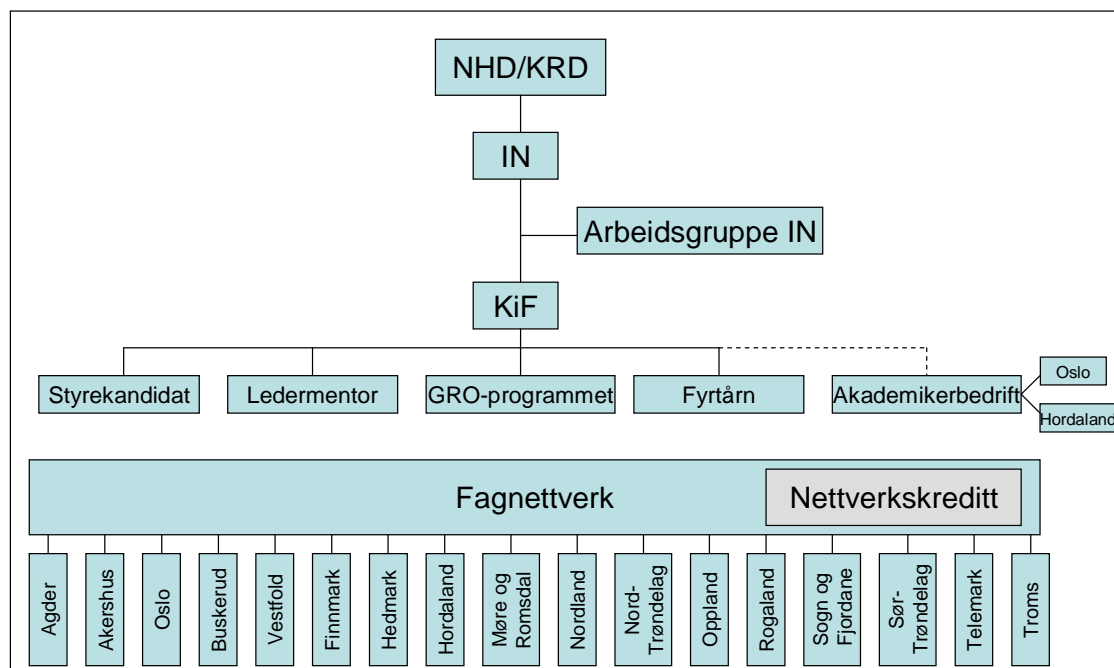 NHD/KRD
IN
Arbeidsgruppe IN
KiF
Styrekandidat
Ledermentor
GRO-programmet
Fyrtårn
Akademikerbedrift
Oslo
Hordaland
Fagnettverk
Nettverkskreditt
Agder
Akershus
Oslo
Buskerud
Vestfold
Finnmark
Hedmark
Hordaland
Møre og
Romsdal
Nordland
Nord-
Trøndelag
Oppland
Rogaland
Sogn og
Fjordane
Sør-
Trøndelag
Telemark
Troms